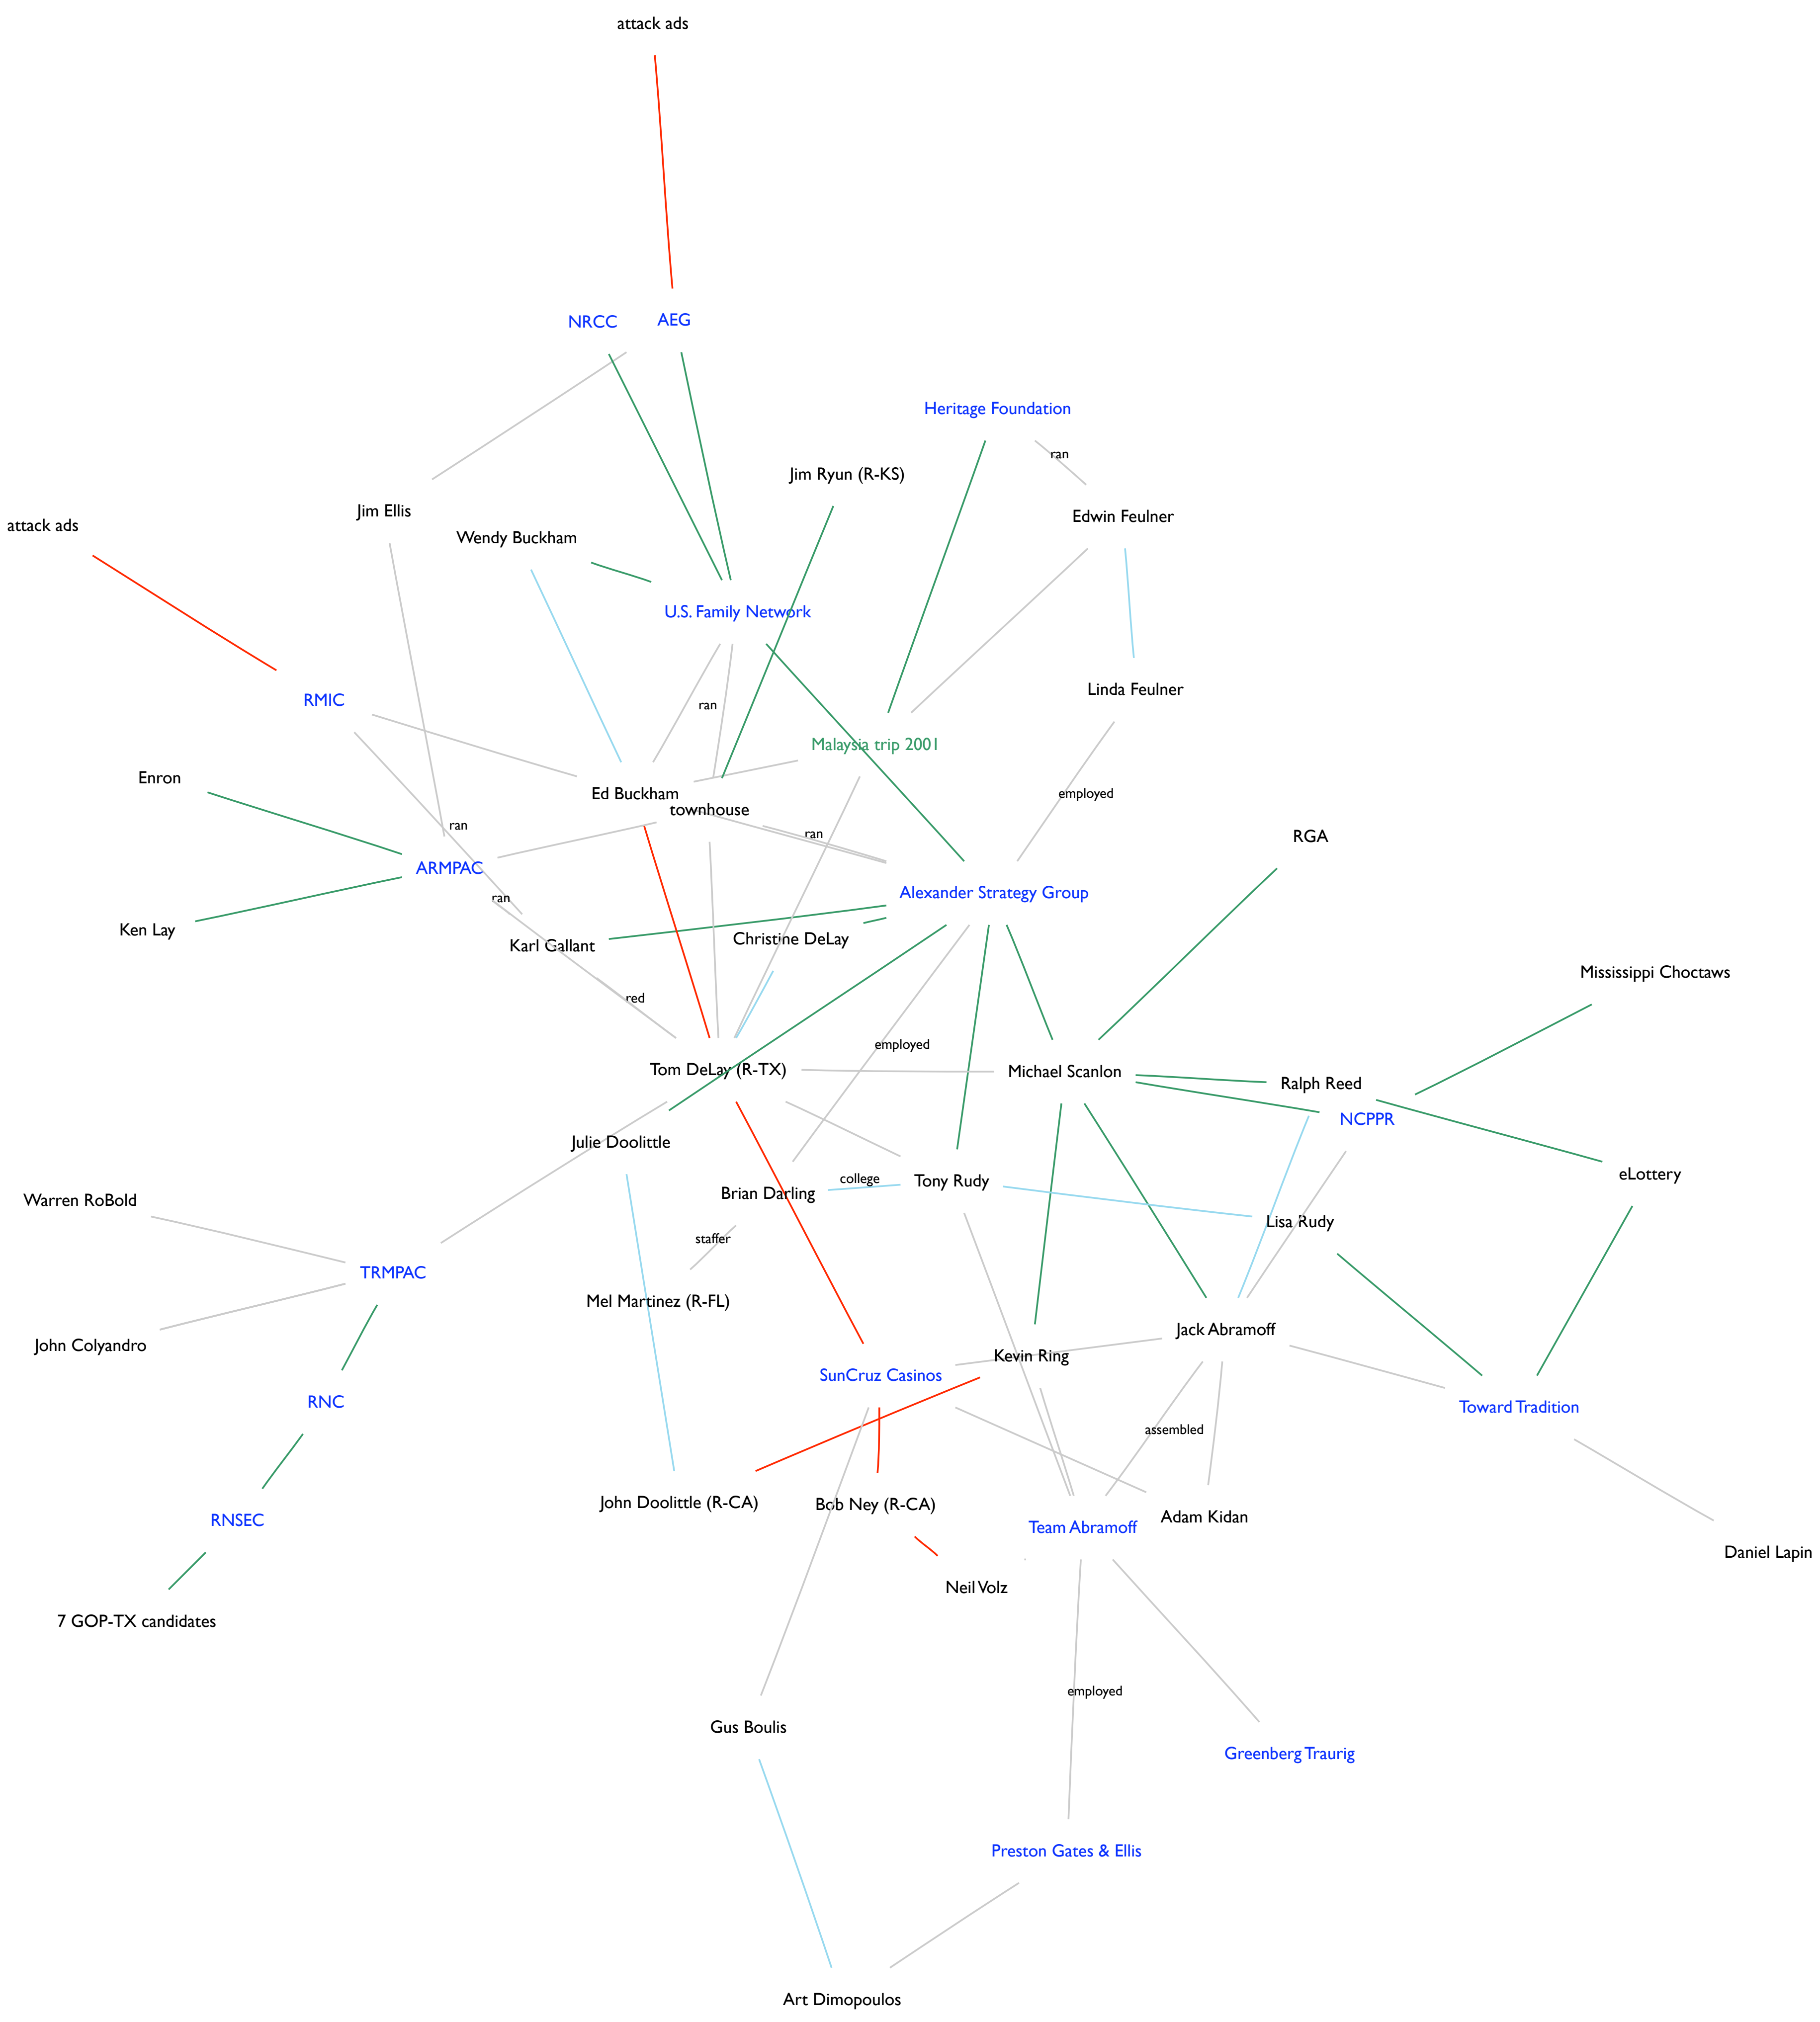 attack ads
NRCC
AEG
Heritage Foundation
ran
Jim Ryun (R-KS)
Jim Ellis
Edwin Feulner
attack ads
Wendy Buckham
U.S. Family Network
Linda Feulner
RMIC
ran
Malaysia trip 2001
Enron
Ed Buckham
employed
townhouse
ran
ran
RGA
ARMPAC
Alexander Strategy Group
ran
Ken Lay
Karl Gallant
Christine DeLay
Mississippi Choctaws
red
employed
Tom DeLay (R-TX)
Michael Scanlon
Ralph Reed
NCPPR
Julie Doolittle
eLottery
college
Tony Rudy
Brian Darling
Warren RoBold
Lisa Rudy
staffer
TRMPAC
Mel Martinez (R-FL)
Jack Abramoff
John Colyandro
Kevin Ring
SunCruz Casinos
RNC
Toward Tradition
assembled
John Doolittle (R-CA)
Bob Ney (R-CA)
Adam Kidan
RNSEC
Team Abramoff
Daniel Lapin
Neil Volz
7 GOP-TX candidates
employed
Gus Boulis
Greenberg Traurig
Preston Gates & Ellis
Art Dimopoulos